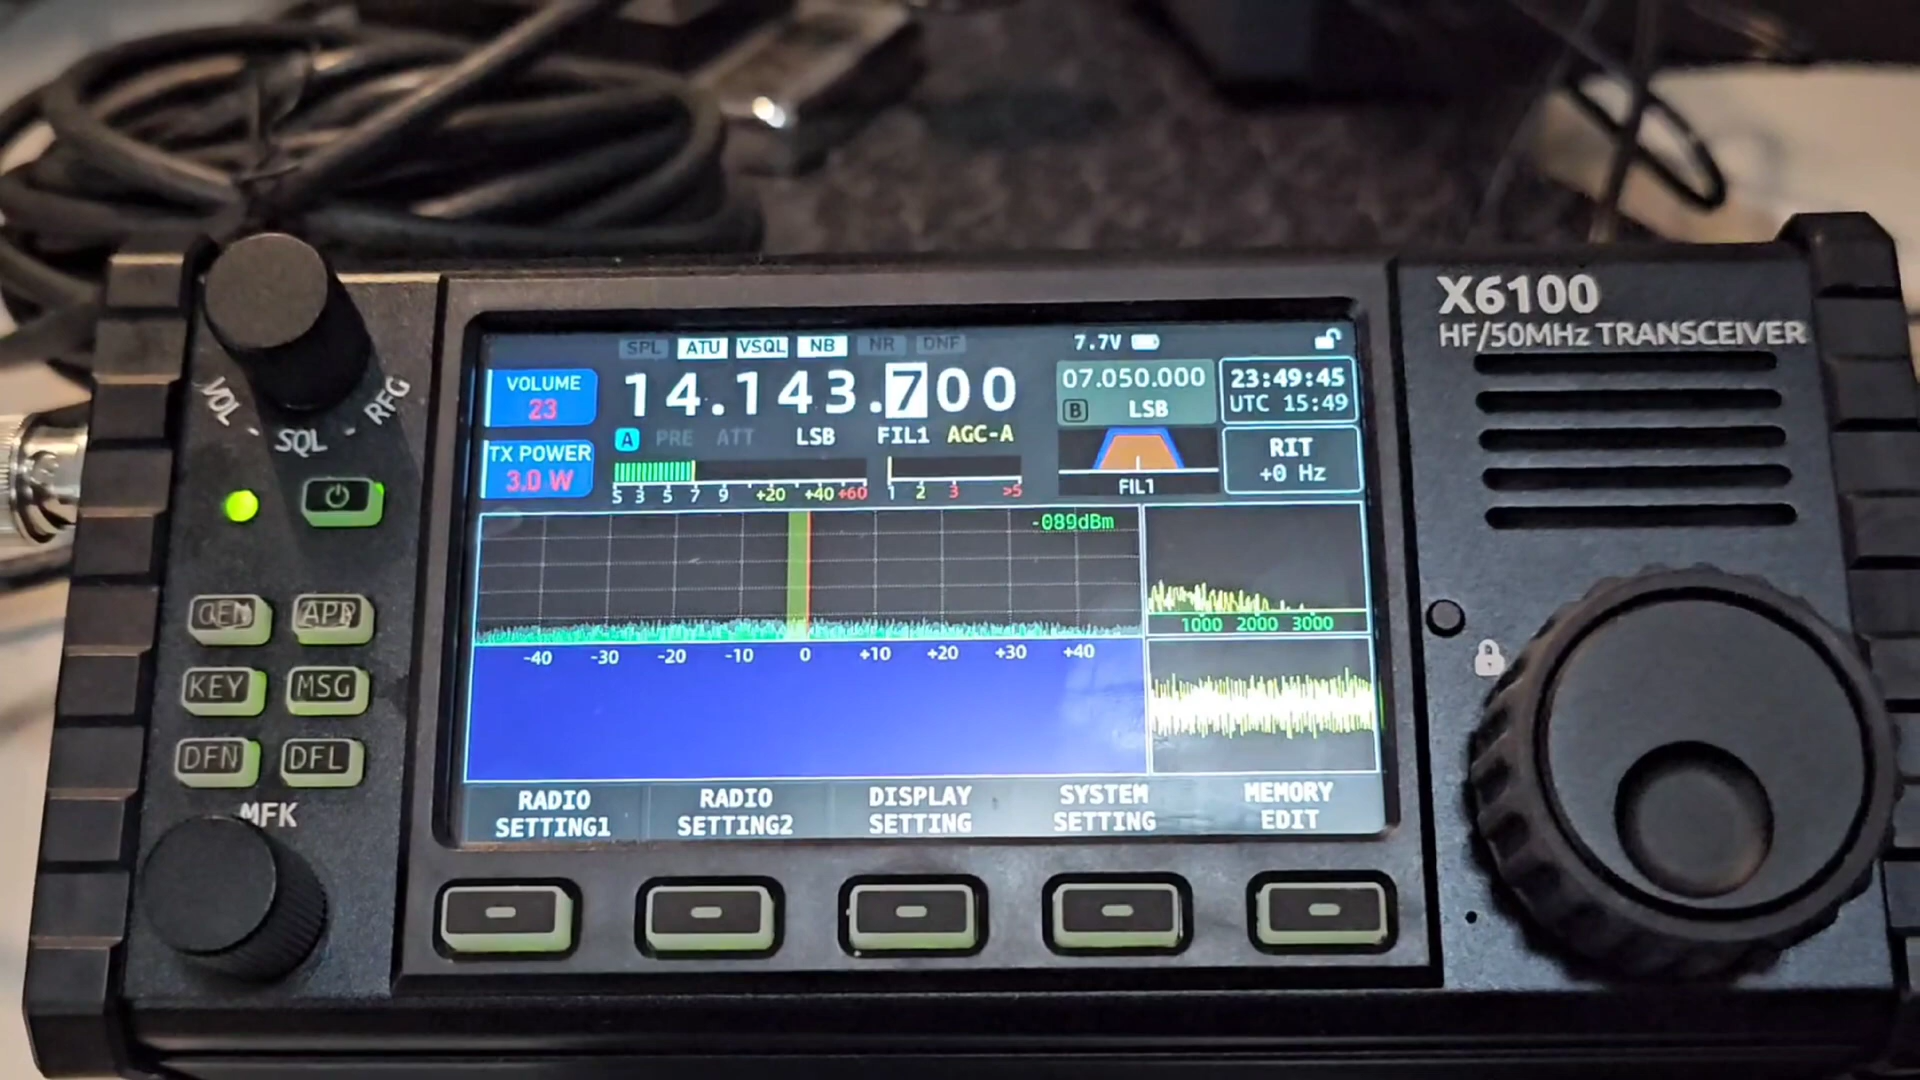 X6100
HF/50MHz TRANSCEIVER
SPL ATU VSQL NB NR DNF 7.7V
VOLUME
23
14.143.700
07.050.000
B LSB
23:49:45
UTC 15:49
A PRE ATT LSB FIL1 AGC-A
TX POWER
3.0 W
S 3 5 7 9 +20 +40 +60
1 2 3 >5
FIL1
RIT
+0 Hz
-089dBm
1000 2000 3000
-40 -30 -20 -10 0 +10 +20 +30 +40
RADIO SETTING1
RADIO SETTING2
DISPLAY SETTING
SYSTEM SETTING
MEMORY EDIT
VOL - SQL - RFG
GEN APP
KEY MSG
DFN DFL
MFK